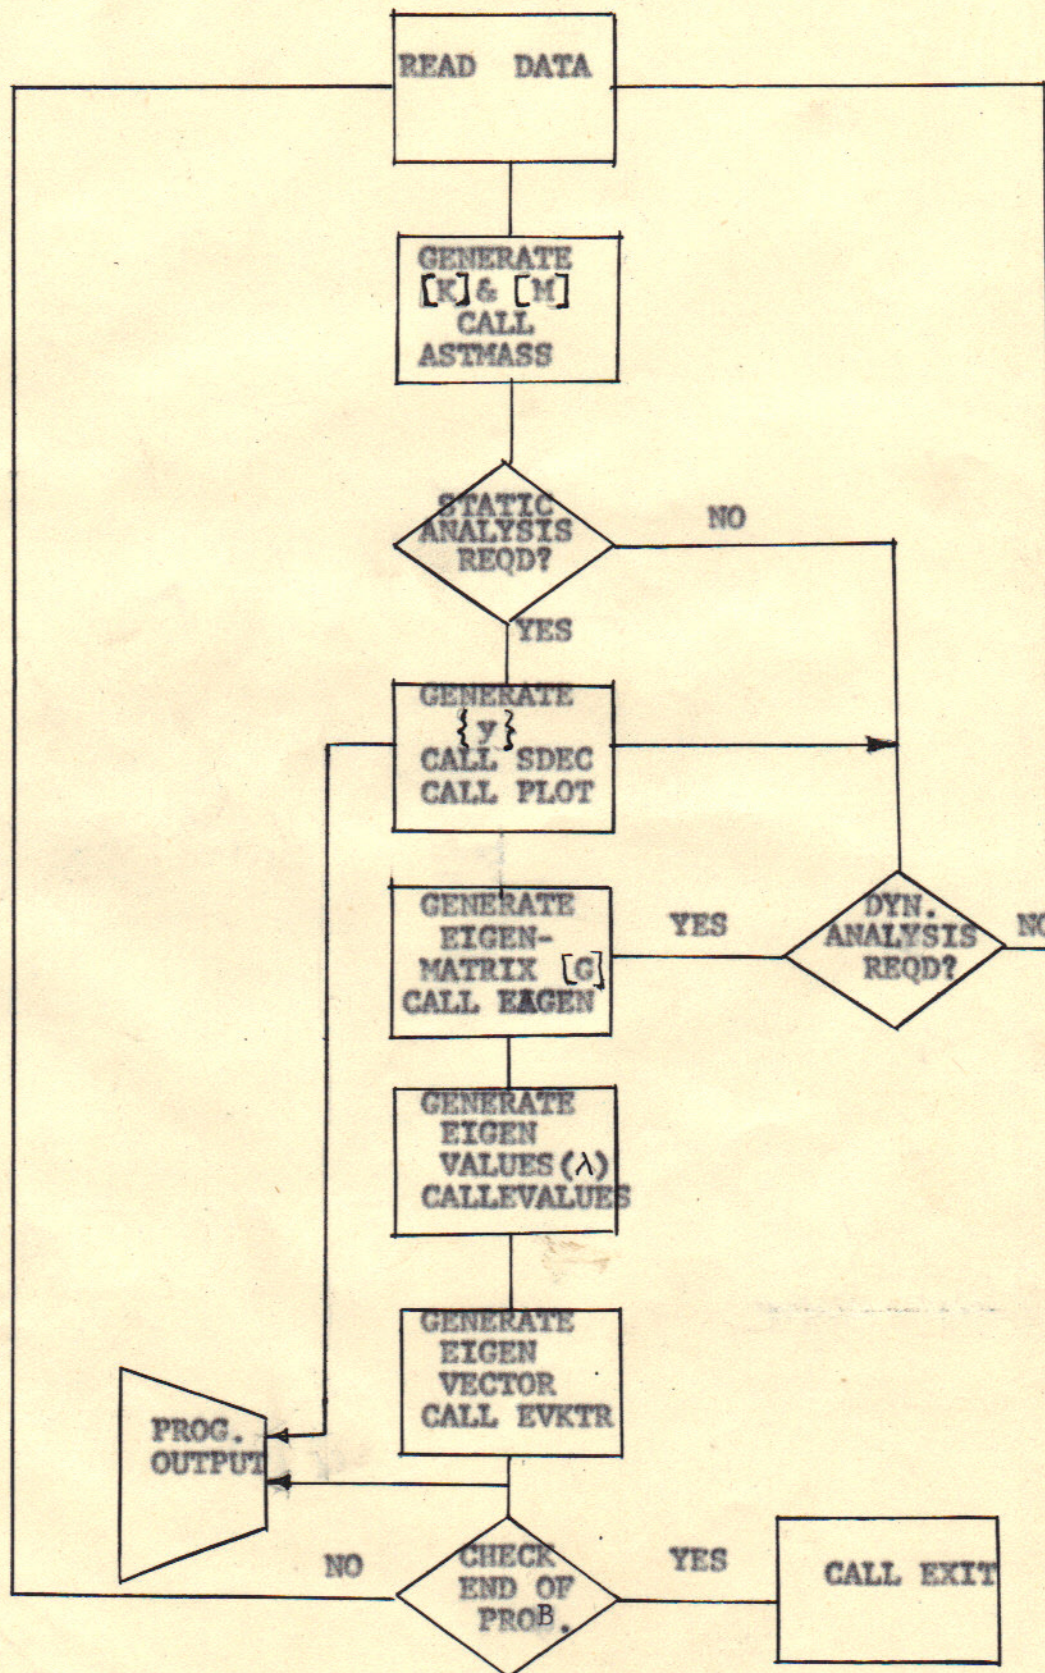 READ DATA
GENERATE
[K] & [M]
CALL
ASTMASS
STATIC
ANALYSIS
REQD?
NO
YES
GENERATE
{y}
CALL SDEC
CALL PLOT
DYN.
ANALYSIS
REQD?
YES
NO
GENERATE
EIGEN-
MATRIX [G]
CALL EAGEN
GENERATE
EIGEN
VALUES(λ)
CALLEVALUES
GENERATE
EIGEN
VECTOR
CALL EVKTR
PROG.
OUTPUT
NO
CHECK
END OF
PROB.
YES
CALL EXIT